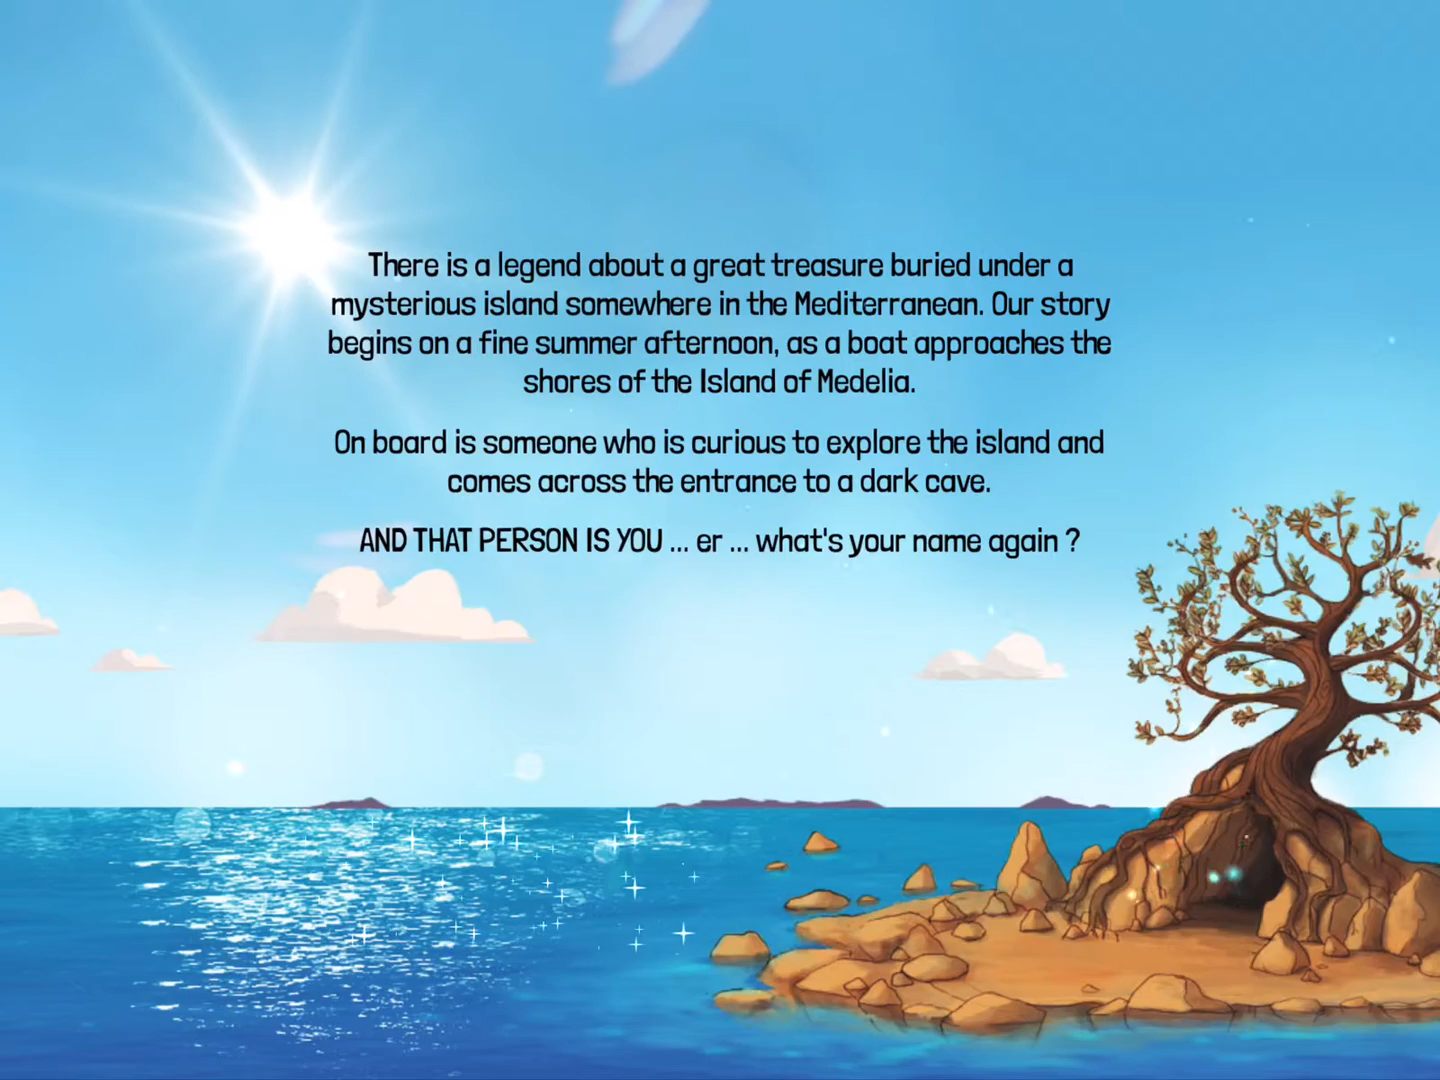 There is a legend about a great treasure buried under a
mysterious island somewhere in the Mediterranean. Our story
begins on a fine summer afternoon, as a boat approaches the
shores of the Island of Medelia.
On board is someone who is curious to explore the island and
comes across the entrance to a dark cave.
AND THAT PERSON IS YOU ... er ... what's your name again ?